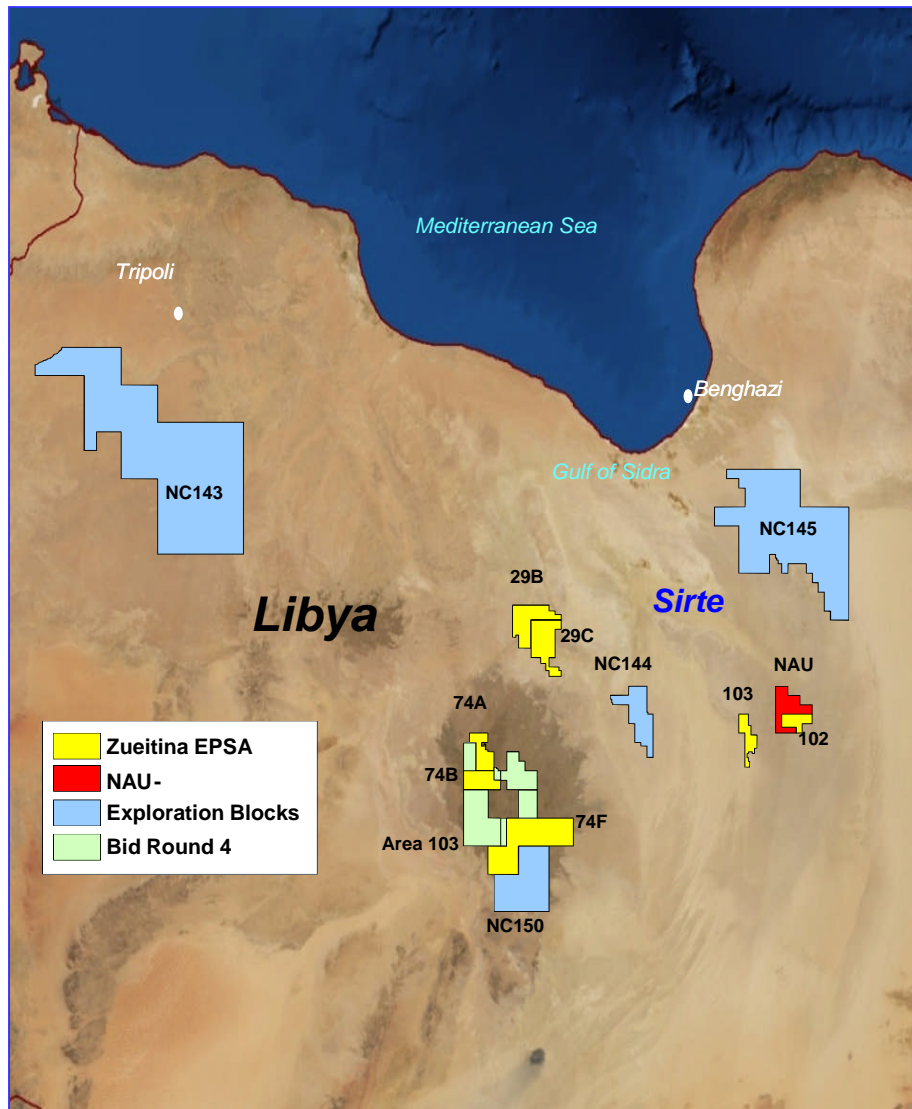 Mediterranean Sea
Tripoli
Benghazi
Gulf of Sidra
NC143
NC145
29B
Libya
Sirte
29C
NC144
NAU
103
74A
102
Zueitina EPSA
NAU-
Exploration Blocks
Bid Round 4
74B
74F
Area 103
NC150